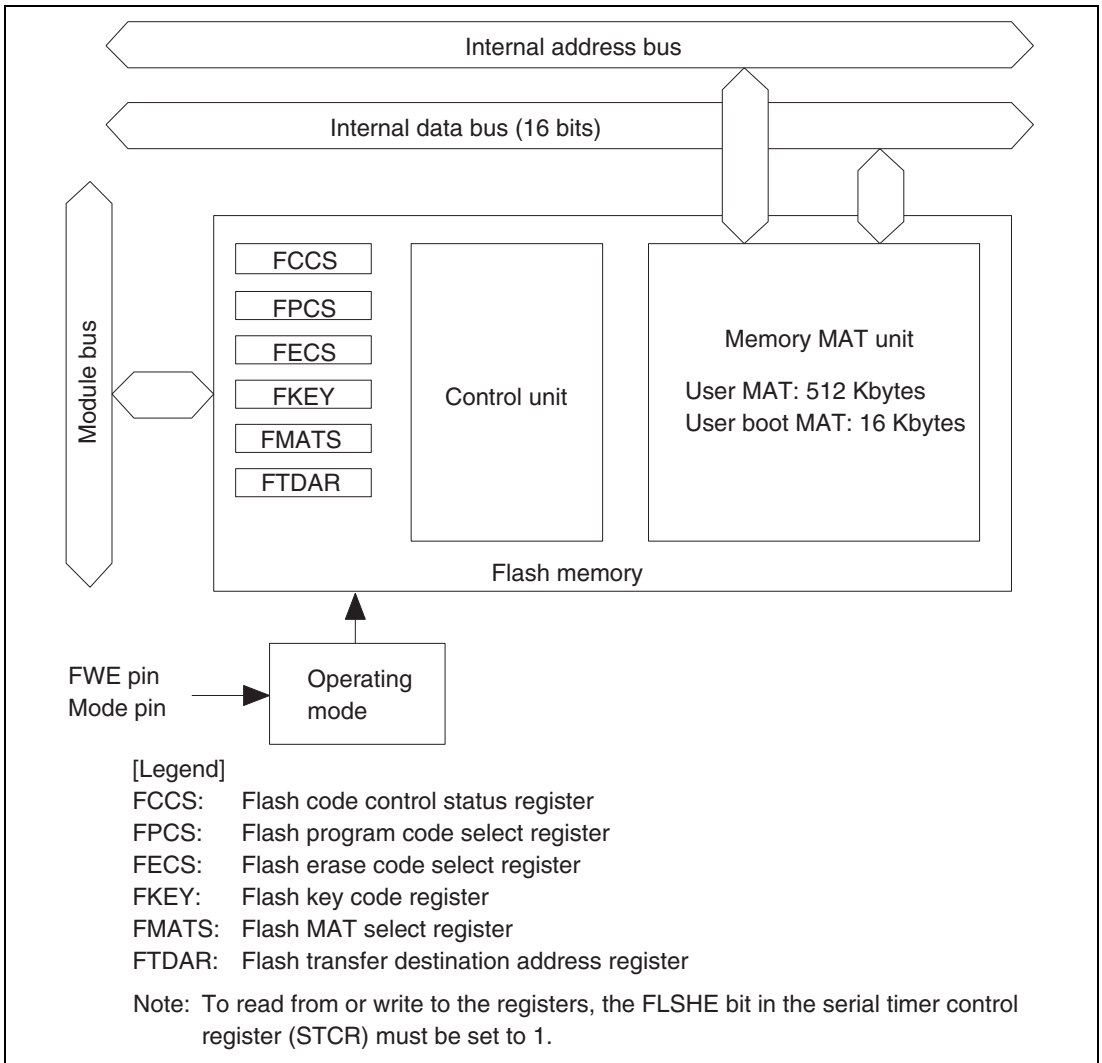 Internal address bus
Internal data bus (16 bits)
Module bus
FCCS
FPCS
FECS
FKEY
FMATS
FTDAR
Control unit
Memory MAT unit
User MAT: 512 Kbytes
User boot MAT: 16 Kbytes
Flash memory
FWE pin
Mode pin
Operating
mode
[Legend]
FCCS: Flash code control status register
FPCS: Flash program code select register
FECS: Flash erase code select register
FKEY: Flash key code register
FMATS: Flash MAT select register
FTDAR: Flash transfer destination address register
Note: To read from or write to the registers, the FLSHE bit in the serial timer control
register (STCR) must be set to 1.